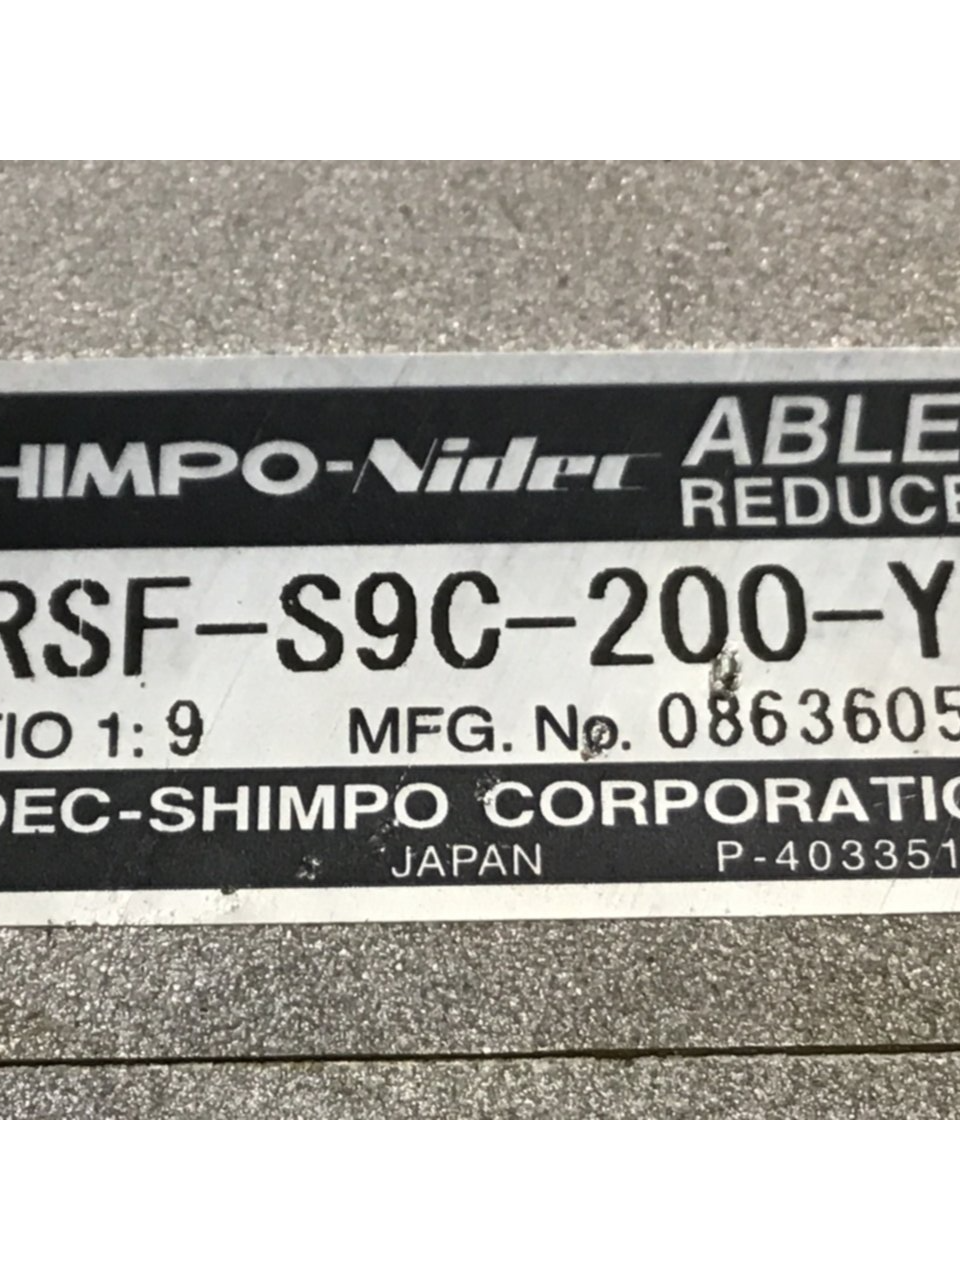 HIMPO-Nidec ABLE
REDUCE
RSF-S9C-200-Y
TIO 1: 9 MFG. No. 0863605
DEC-SHIMPO CORPORATIO
JAPAN P-403351